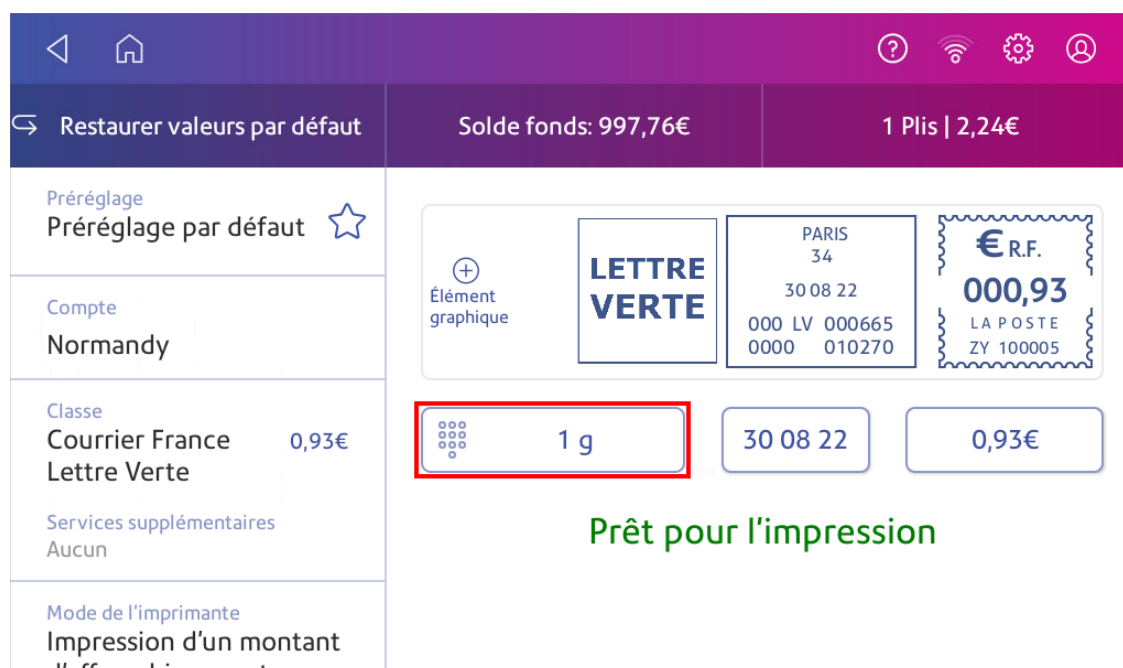 Restaurer valeurs par défaut
Solde fonds: 997,76€
1 Plis | 2,24€
Préréglage
Préréglage par défaut
Compte
Normandy
Classe
Courrier France 0,93€
Lettre Verte
Services supplémentaires
Aucun
Mode de l'imprimante
Impression d'un montant
Élément
graphique
LETTRE
VERTE
PARIS
34
30 08 22
000 LV 000665
0000 010270
€ R.F.
000,93
LA POSTE
ZY 100005
1 g
30 08 22
0,93€
Prêt pour l'impression